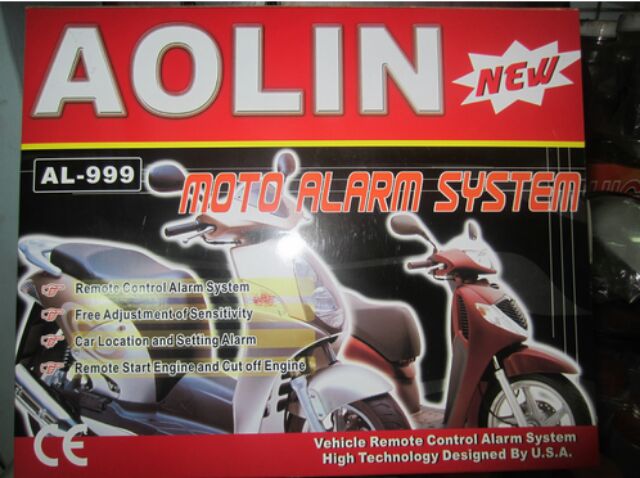 AOLIN
NEW
AL-999
MOTO ALARM SYSTEM
Remote Control Alarm System
Free Adjustment of Sensitivity
Car Location and Setting Alarm
Remote Start Engine and Cut off Engine
CE
Vehicle Remote Control Alarm System
High Technology Designed By U.S.A.